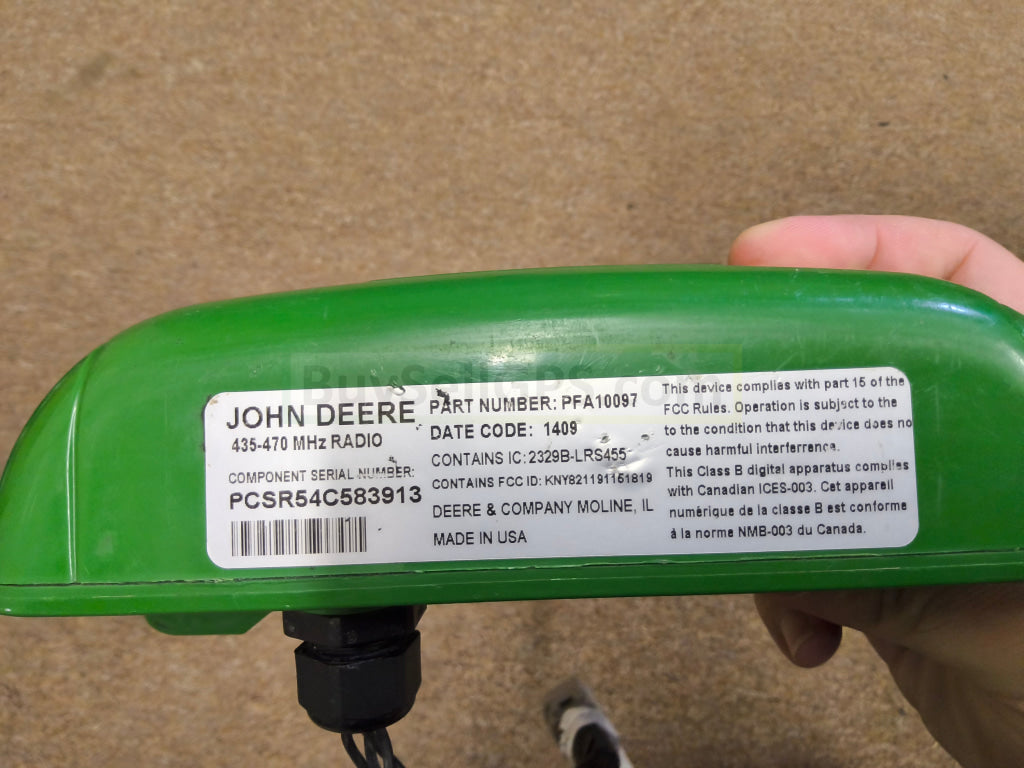 BuySellGPS.com
JOHN DEERE
435-470 MHz RADIO
COMPONENT SERIAL NUMBER:
PCSR54C583913
PART NUMBER: PFA10097
DATE CODE: 1409
CONTAINS IC: 2329B-LRS455
CONTAINS FCC ID: KNY821191151819
DEERE & COMPANY MOLINE, IL
MADE IN USA
This device complies with part 15 of the
FCC Rules. Operation is subject to the
to the condition that this device does no
cause harmful interferrence.
This Class B digital apparatus complies
with Canadian ICES-003. Cet appareil
numérique de la classe B est conforme
à la norme NMB-003 du Canada.